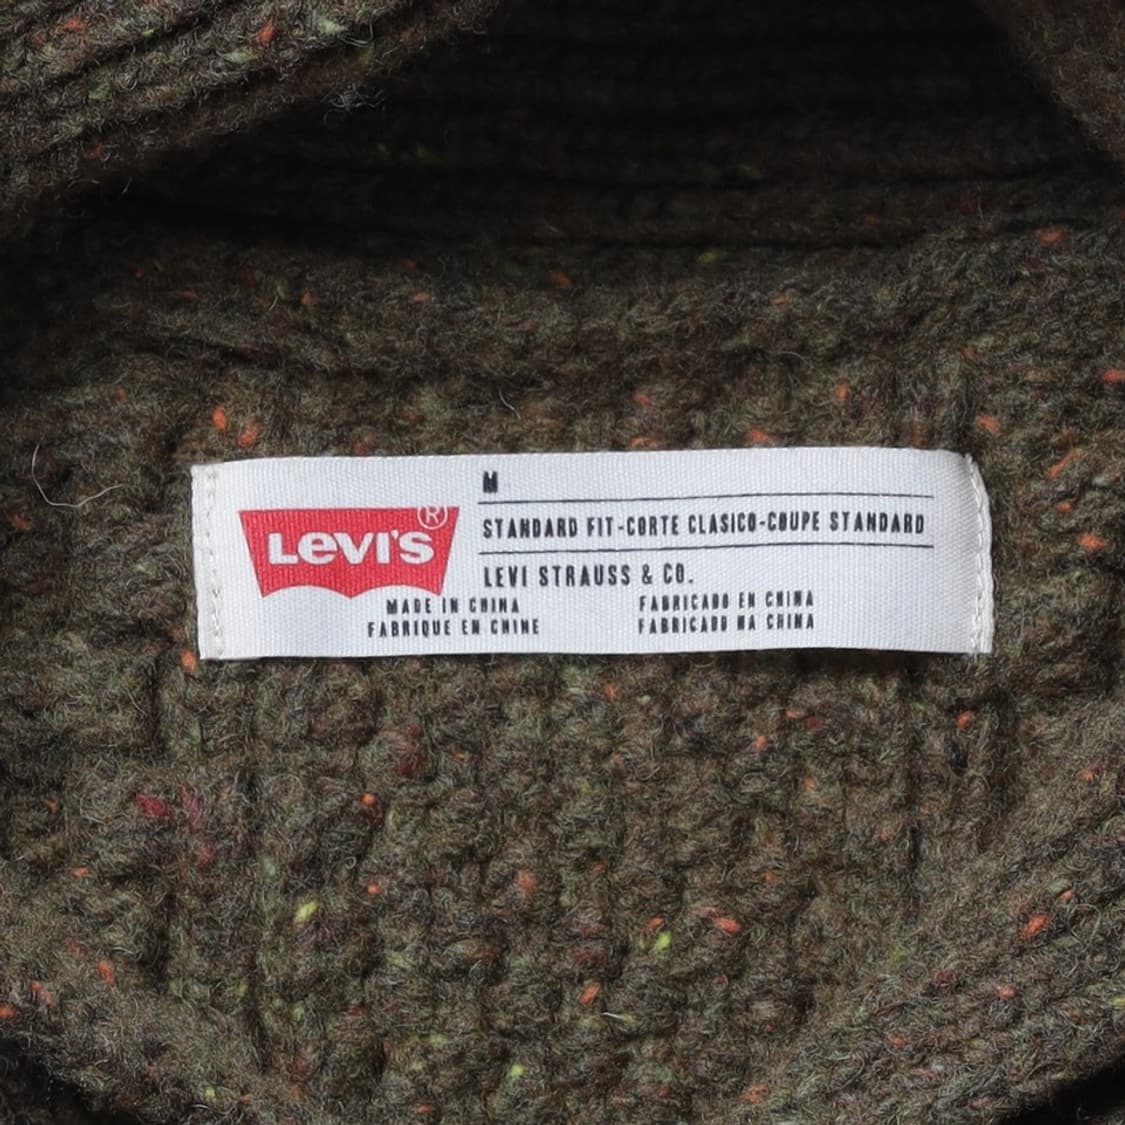 M
LEVI'S®
STANDARD FIT-CORTE CLASICO-COUPE STANDARD
LEVI STRAUSS & CO.
MADE IN CHINA
FABRIQUE EN CHINE
FABRICADO EN CHINA
FABRICADO NA CHINA